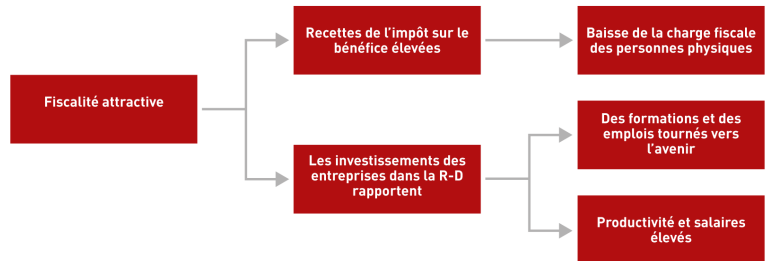 Fiscalité attractive
Recettes de l'impôt sur le
bénéfice élevées
Baisse de la charge fiscale
des personnes physiques
Les investissements des
entreprises dans la R-D
rapportent
Des formations et des
emplois tournés vers
l'avenir
Productivité et salaires
élevés